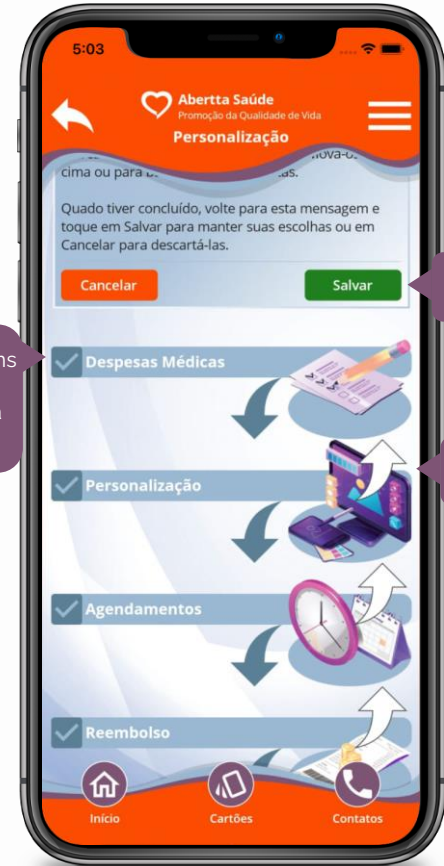 5:03
Abertta Saúde
Promoção da Qualidade de Vida
Personalização
cima ou para
Quado tiver concluído, volte para esta mensagem e
toque em Salvar para manter suas escolhas ou em
Cancelar para descartá-las.
Cancelar
Salvar
ns
a
Despesas Médicas
Personalização
Agendamentos
Reembolso
Início
Cartões
Contatos